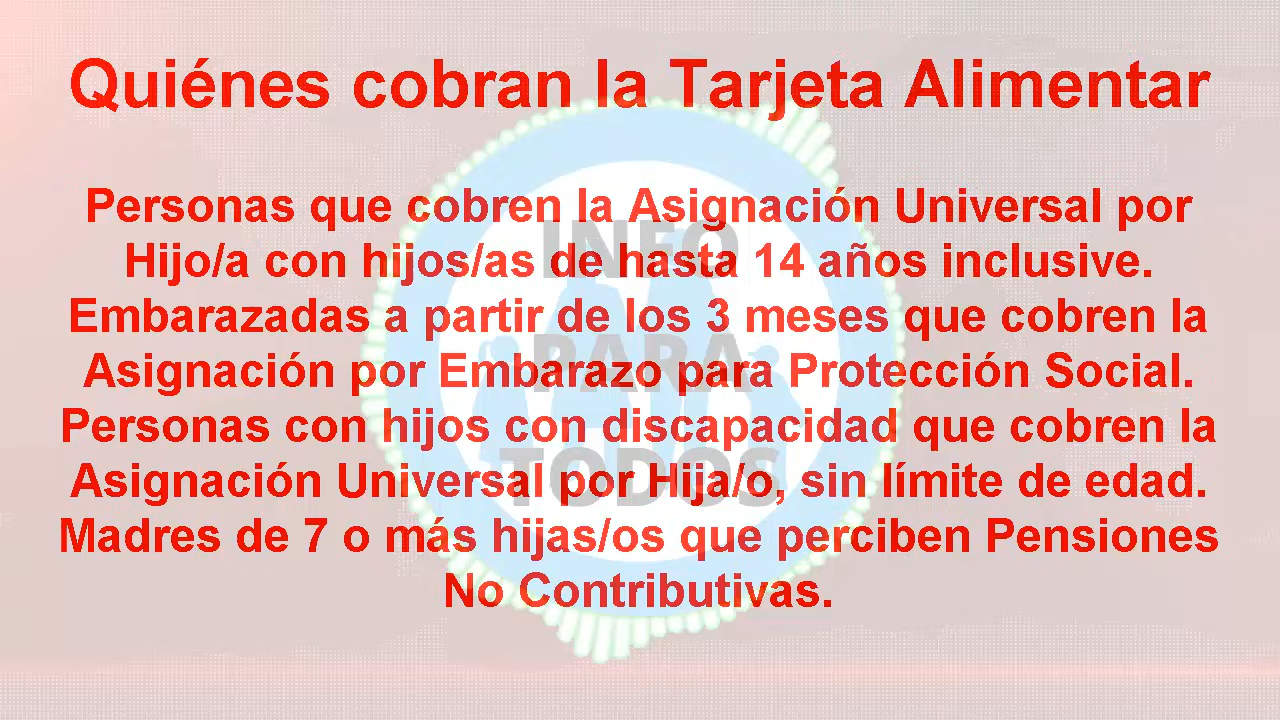 Quiénes cobran la Tarjeta Alimentar
Personas que cobren la Asignación Universal por
Hijo/a con hijos/as de hasta 14 años inclusive.
Embarazadas a partir de los 3 meses que cobren la
Asignación por Embarazo para Protección Social.
Personas con hijos con discapacidad que cobren la
Asignación Universal por Hija/o, sin límite de edad.
Madres de 7 o más hijas/os que perciben Pensiones
No Contributivas.
INFO
PARA
TODOS